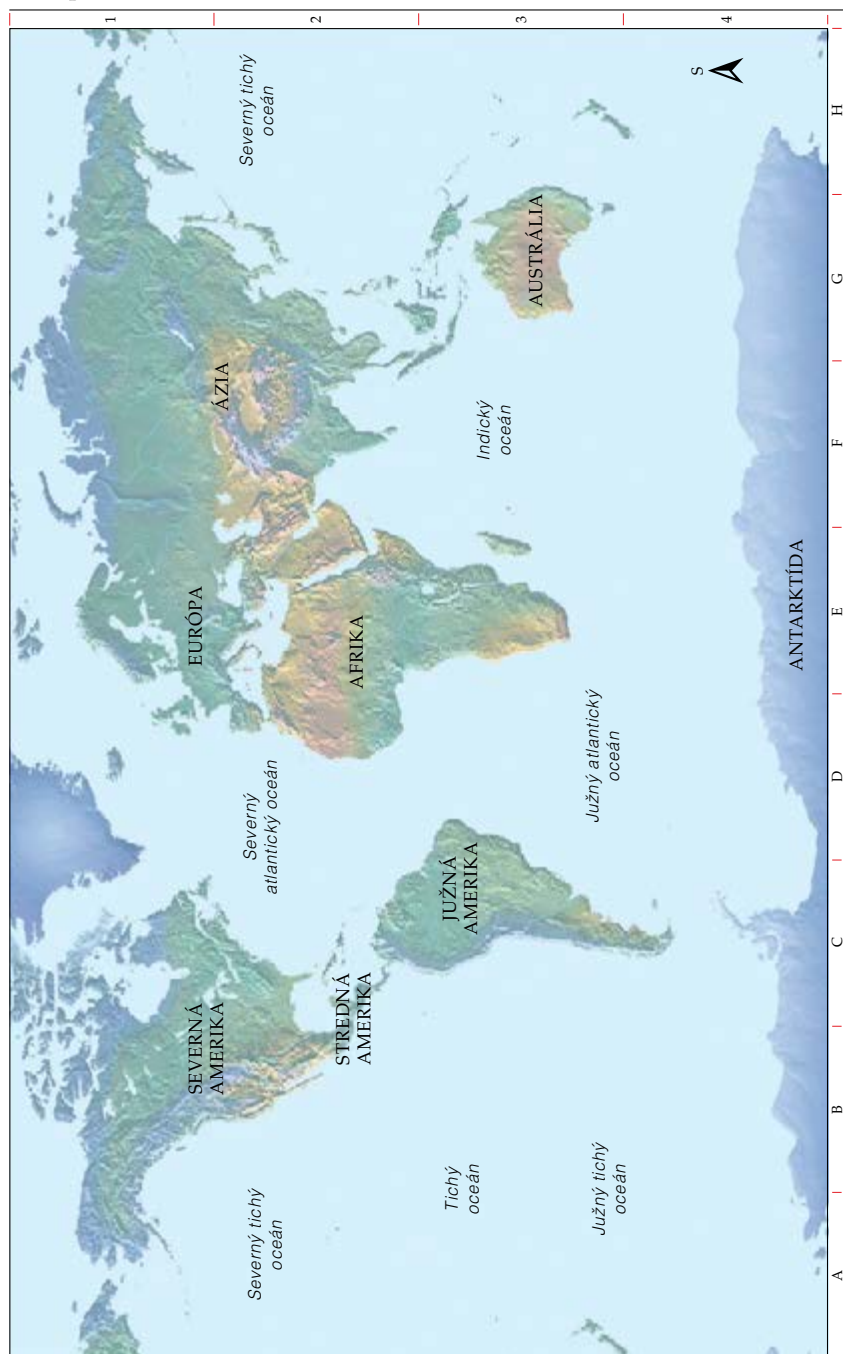 1
2
3
4
S
Severný tichý
oceán
EURÓPA
ÁZIA
SEVERNÁ
AMERIKA
Severný
atlantický oceán
Severný tichý
oceán
STREDNÁ
AMERIKA
AFRIKA
Tichý
oceán
JUŽNÁ
AMERIKA
Indický
oceán
AUSTRÁLIA
Južný tichý
oceán
Južný atlantický
oceán
ANTARKTÍDA
A
B
C
D
E
F
G
H